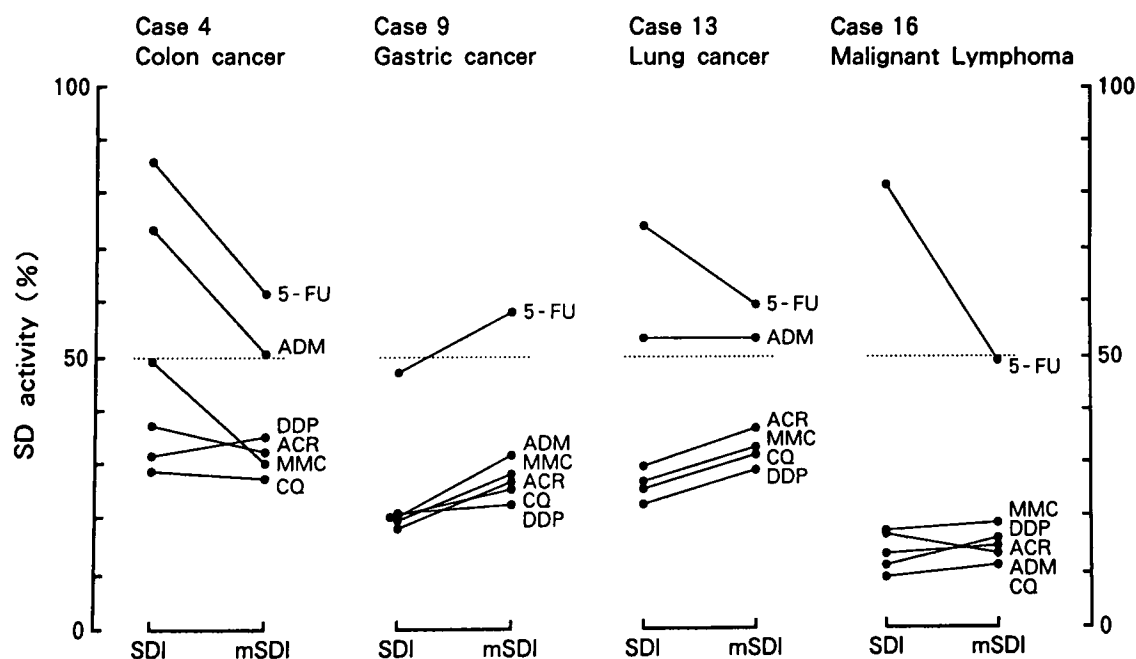 Case 4
Colon cancer
Case 9
Gastric cancer
Case 13
Lung cancer
Case 16
Malignant Lymphoma
SD activity (%)
100
50
0
5-FU
ADM
DDP
ACR
MMC
CQ
SDI mSDI
5-FU
ADM
MMC
ACR
CQ
DDP
SDI mSDI
5-FU
ADM
ACR
MMC
CQ
DDP
SDI mSDI
5-FU
MMC
DDP
ACR
ADM
CQ
SDI mSDI
100
50
0